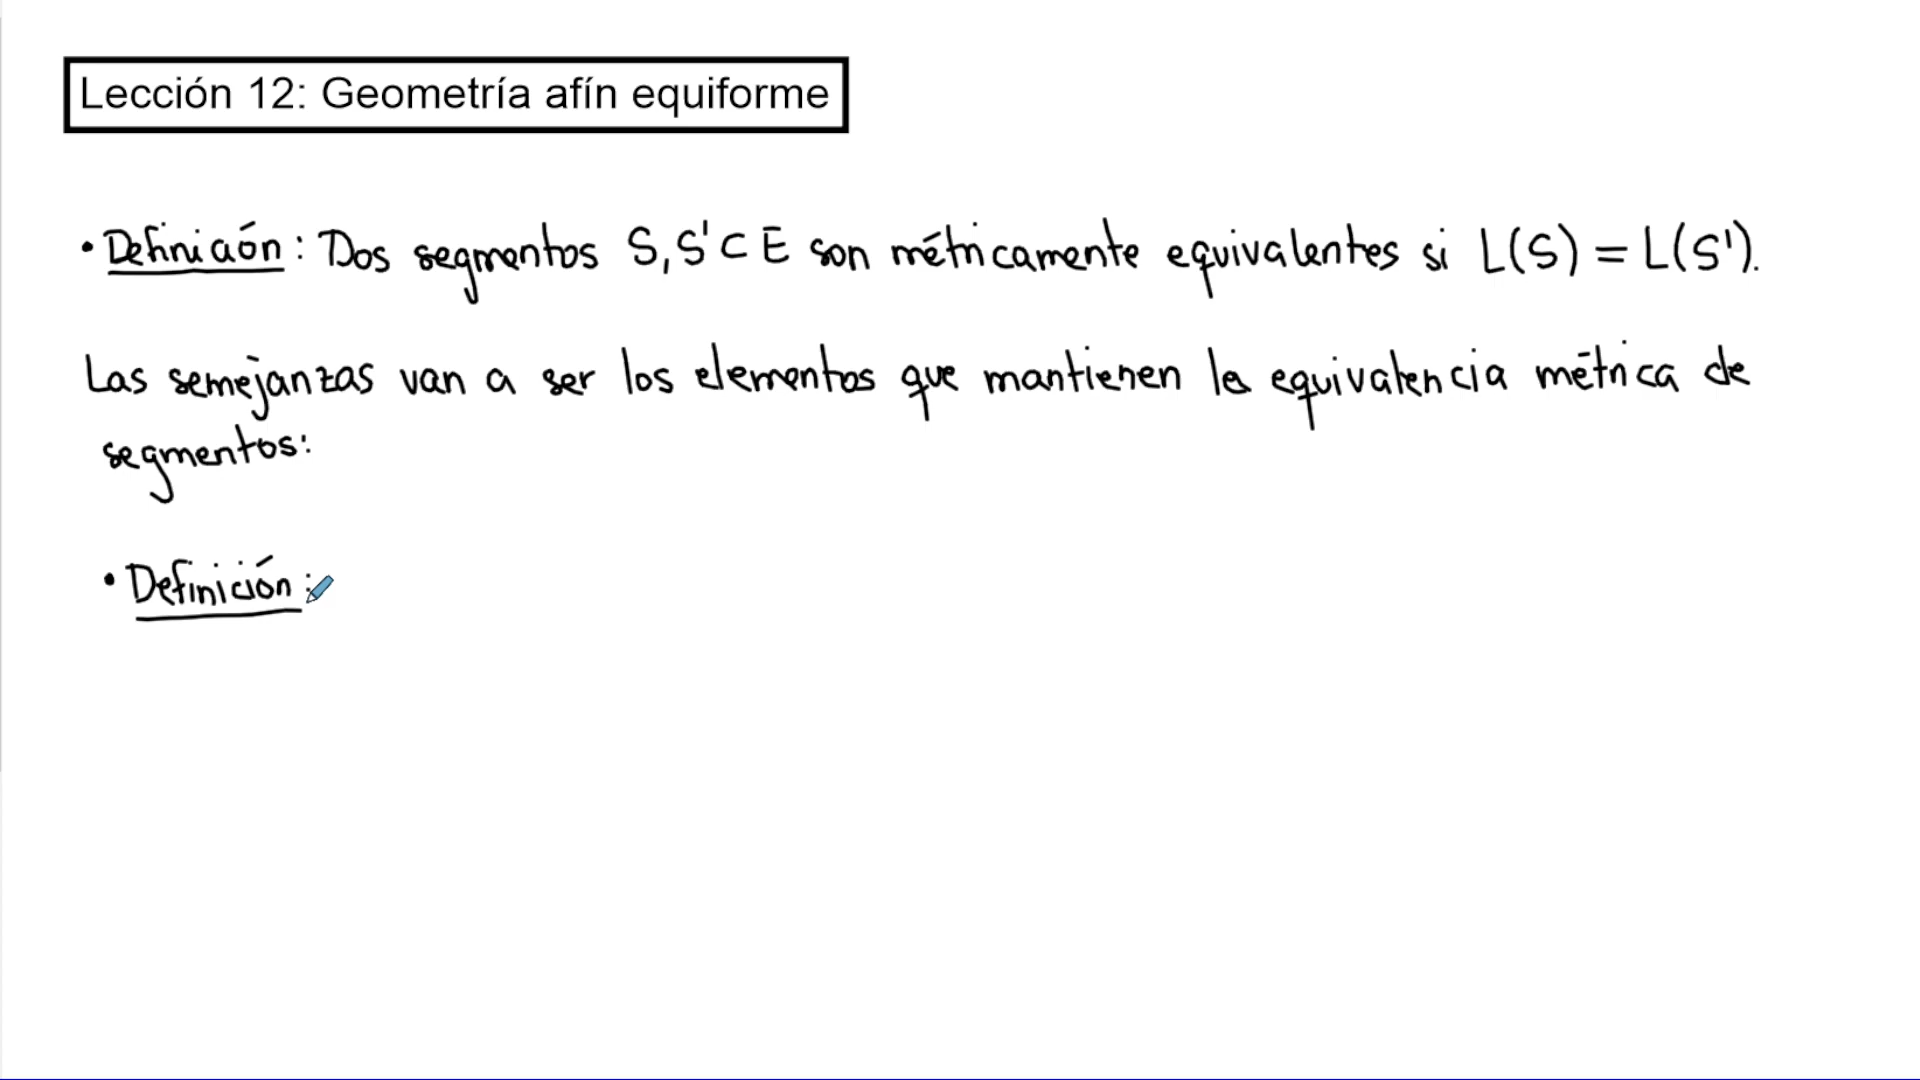 Lección 12: Geometría afín equiforme
• Definición: Dos segmentos S, S' ⊂ E son métricamente equivalentes si L(S) = L(S').
Las semejanzas van a ser los elementos que mantienen la equivalencia métrica de
segmentos:
• Definición: